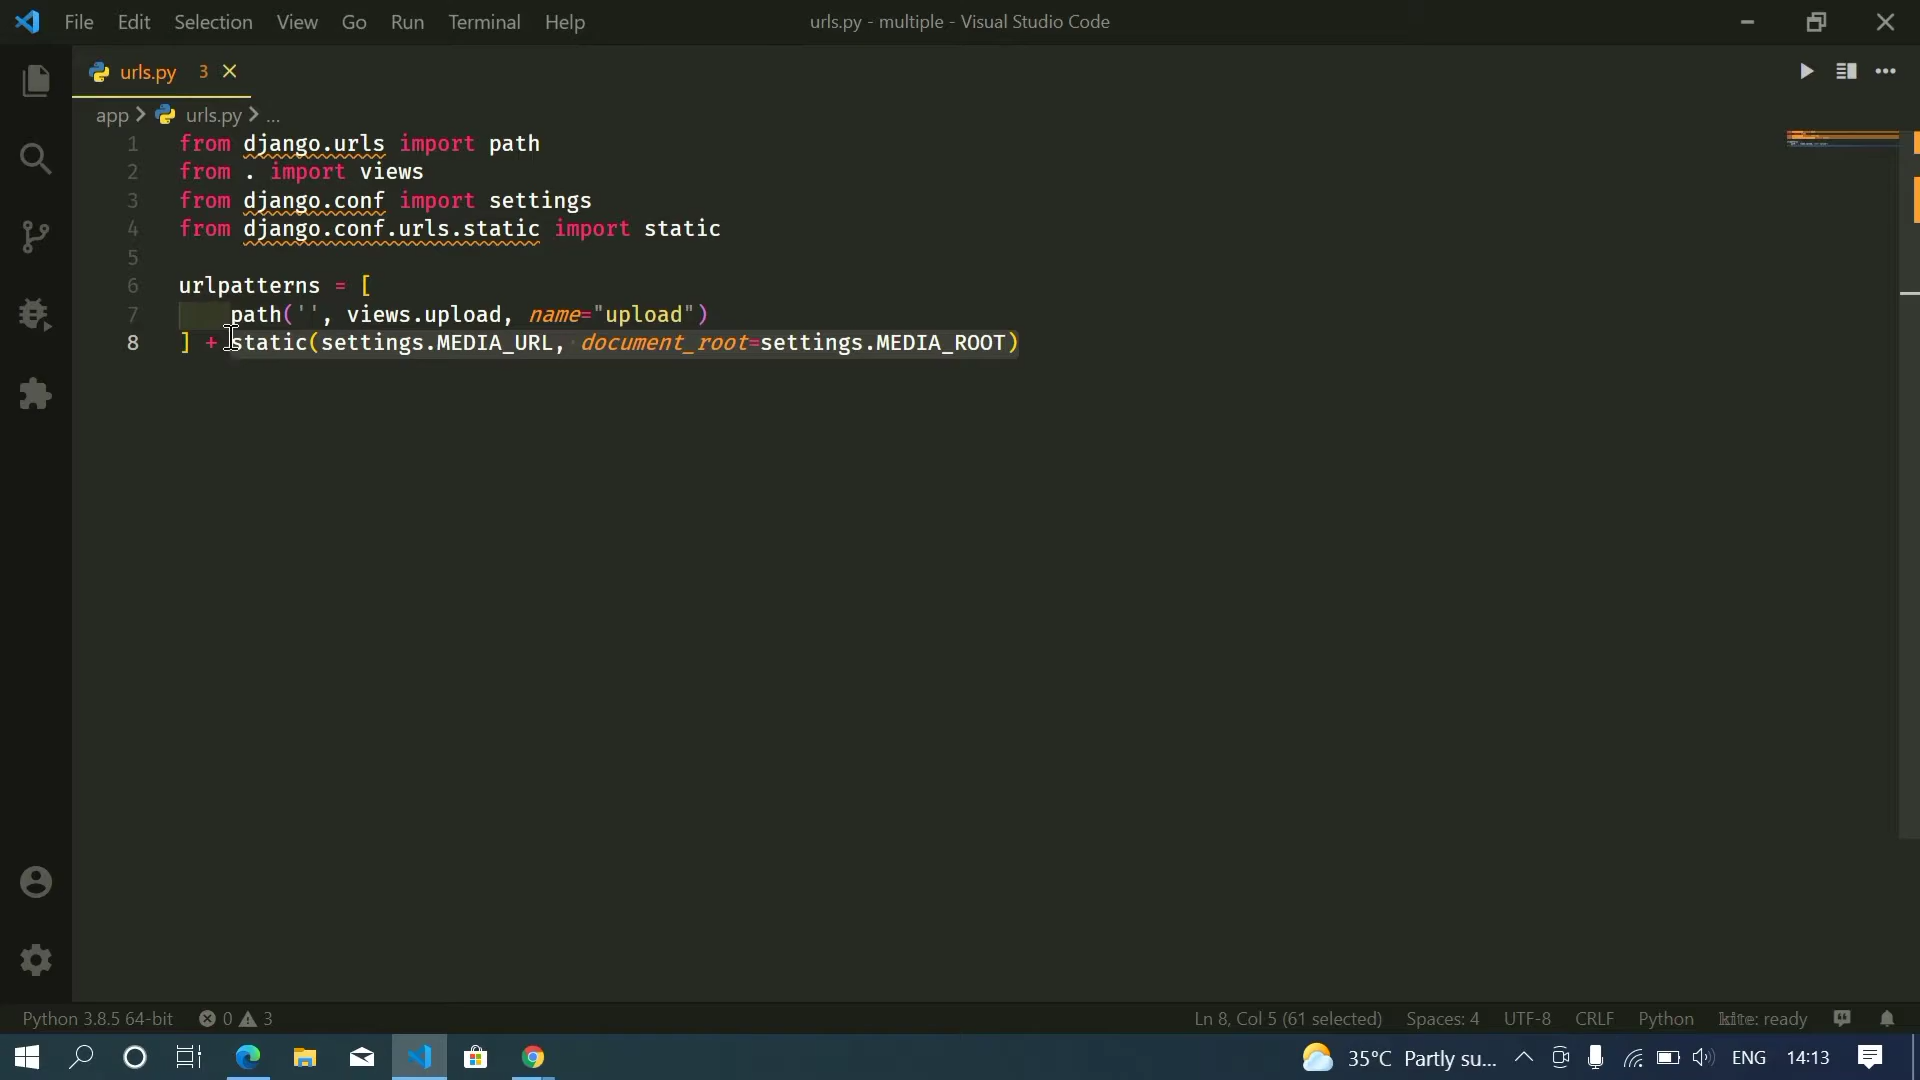 File Edit Selection View Go Run Terminal Help
urls.py - multiple - Visual Studio Code
urls.py 3
app > urls.py > ...
1 from django.urls import path
2 from . import views
3 from django.conf import settings
4 from django.conf.urls.static import static
5
6 urlpatterns = [
7 path('', views.upload, name="upload")
8 ] + static(settings.MEDIA_URL, document_root=settings.MEDIA_ROOT)
Python 3.8.5 64-bit 0 3
Ln 8, Col 5 (61 selected) Spaces: 4 UTF-8 CRLF Python kite: ready
35°C Partly su... ENG 14:13